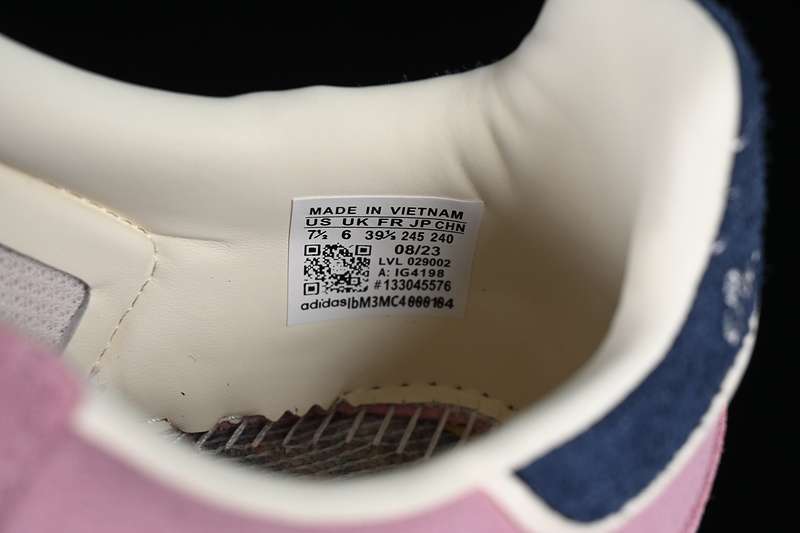 MADE IN VIETNAM
US UK FR JP CHN
7½ 6 39⅓ 245 240
08/23
LVL 029002
A: IG4198
#133045576
adidas